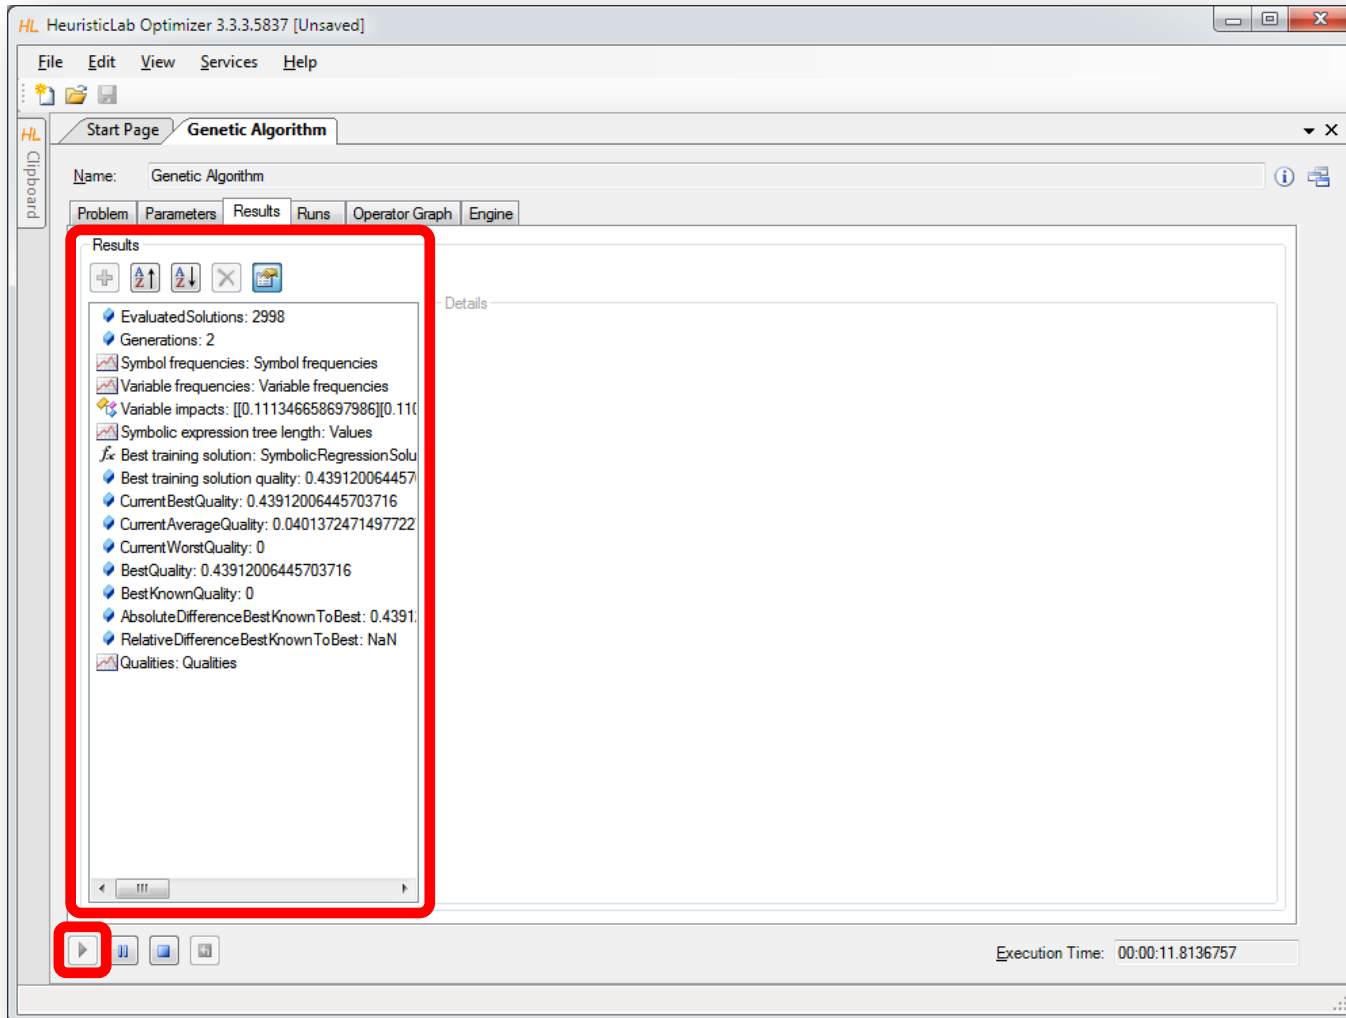 HL HeuristicLab Optimizer 3.3.3.5837 [Unsaved]
File Edit View Services Help
HL Clipboard
Start Page Genetic Algorithm
Name: Genetic Algorithm
Problem Parameters Results Runs Operator Graph Engine
Results
Details
EvaluatedSolutions: 2998
Generations: 2
Symbol frequencies: Symbol frequencies
Variable frequencies: Variable frequencies
Variable impacts: [[0.111346658697986][0.110
Symbolic expression tree length: Values
Best training solution: SymbolicRegressionSolu
Best training solution quality: 0.4391200644570
CurrentBestQuality: 0.43912006445703716
CurrentAverageQuality: 0.0401372471497722
CurrentWorstQuality: 0
BestQuality: 0.43912006445703716
BestKnownQuality: 0
AbsoluteDifferenceBestKnownToBest: 0.4391
RelativeDifferenceBestKnownToBest: NaN
Qualities: Qualities
Execution Time: 00:00:11.8136757